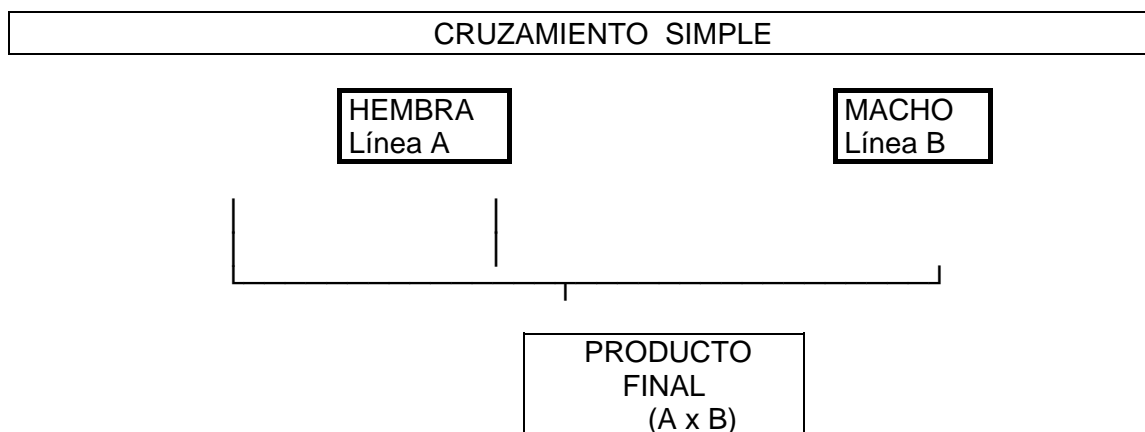 CRUZAMIENTO SIMPLE
HEMBRA
Línea A
MACHO
Línea B
PRODUCTO
FINAL
(A x B)